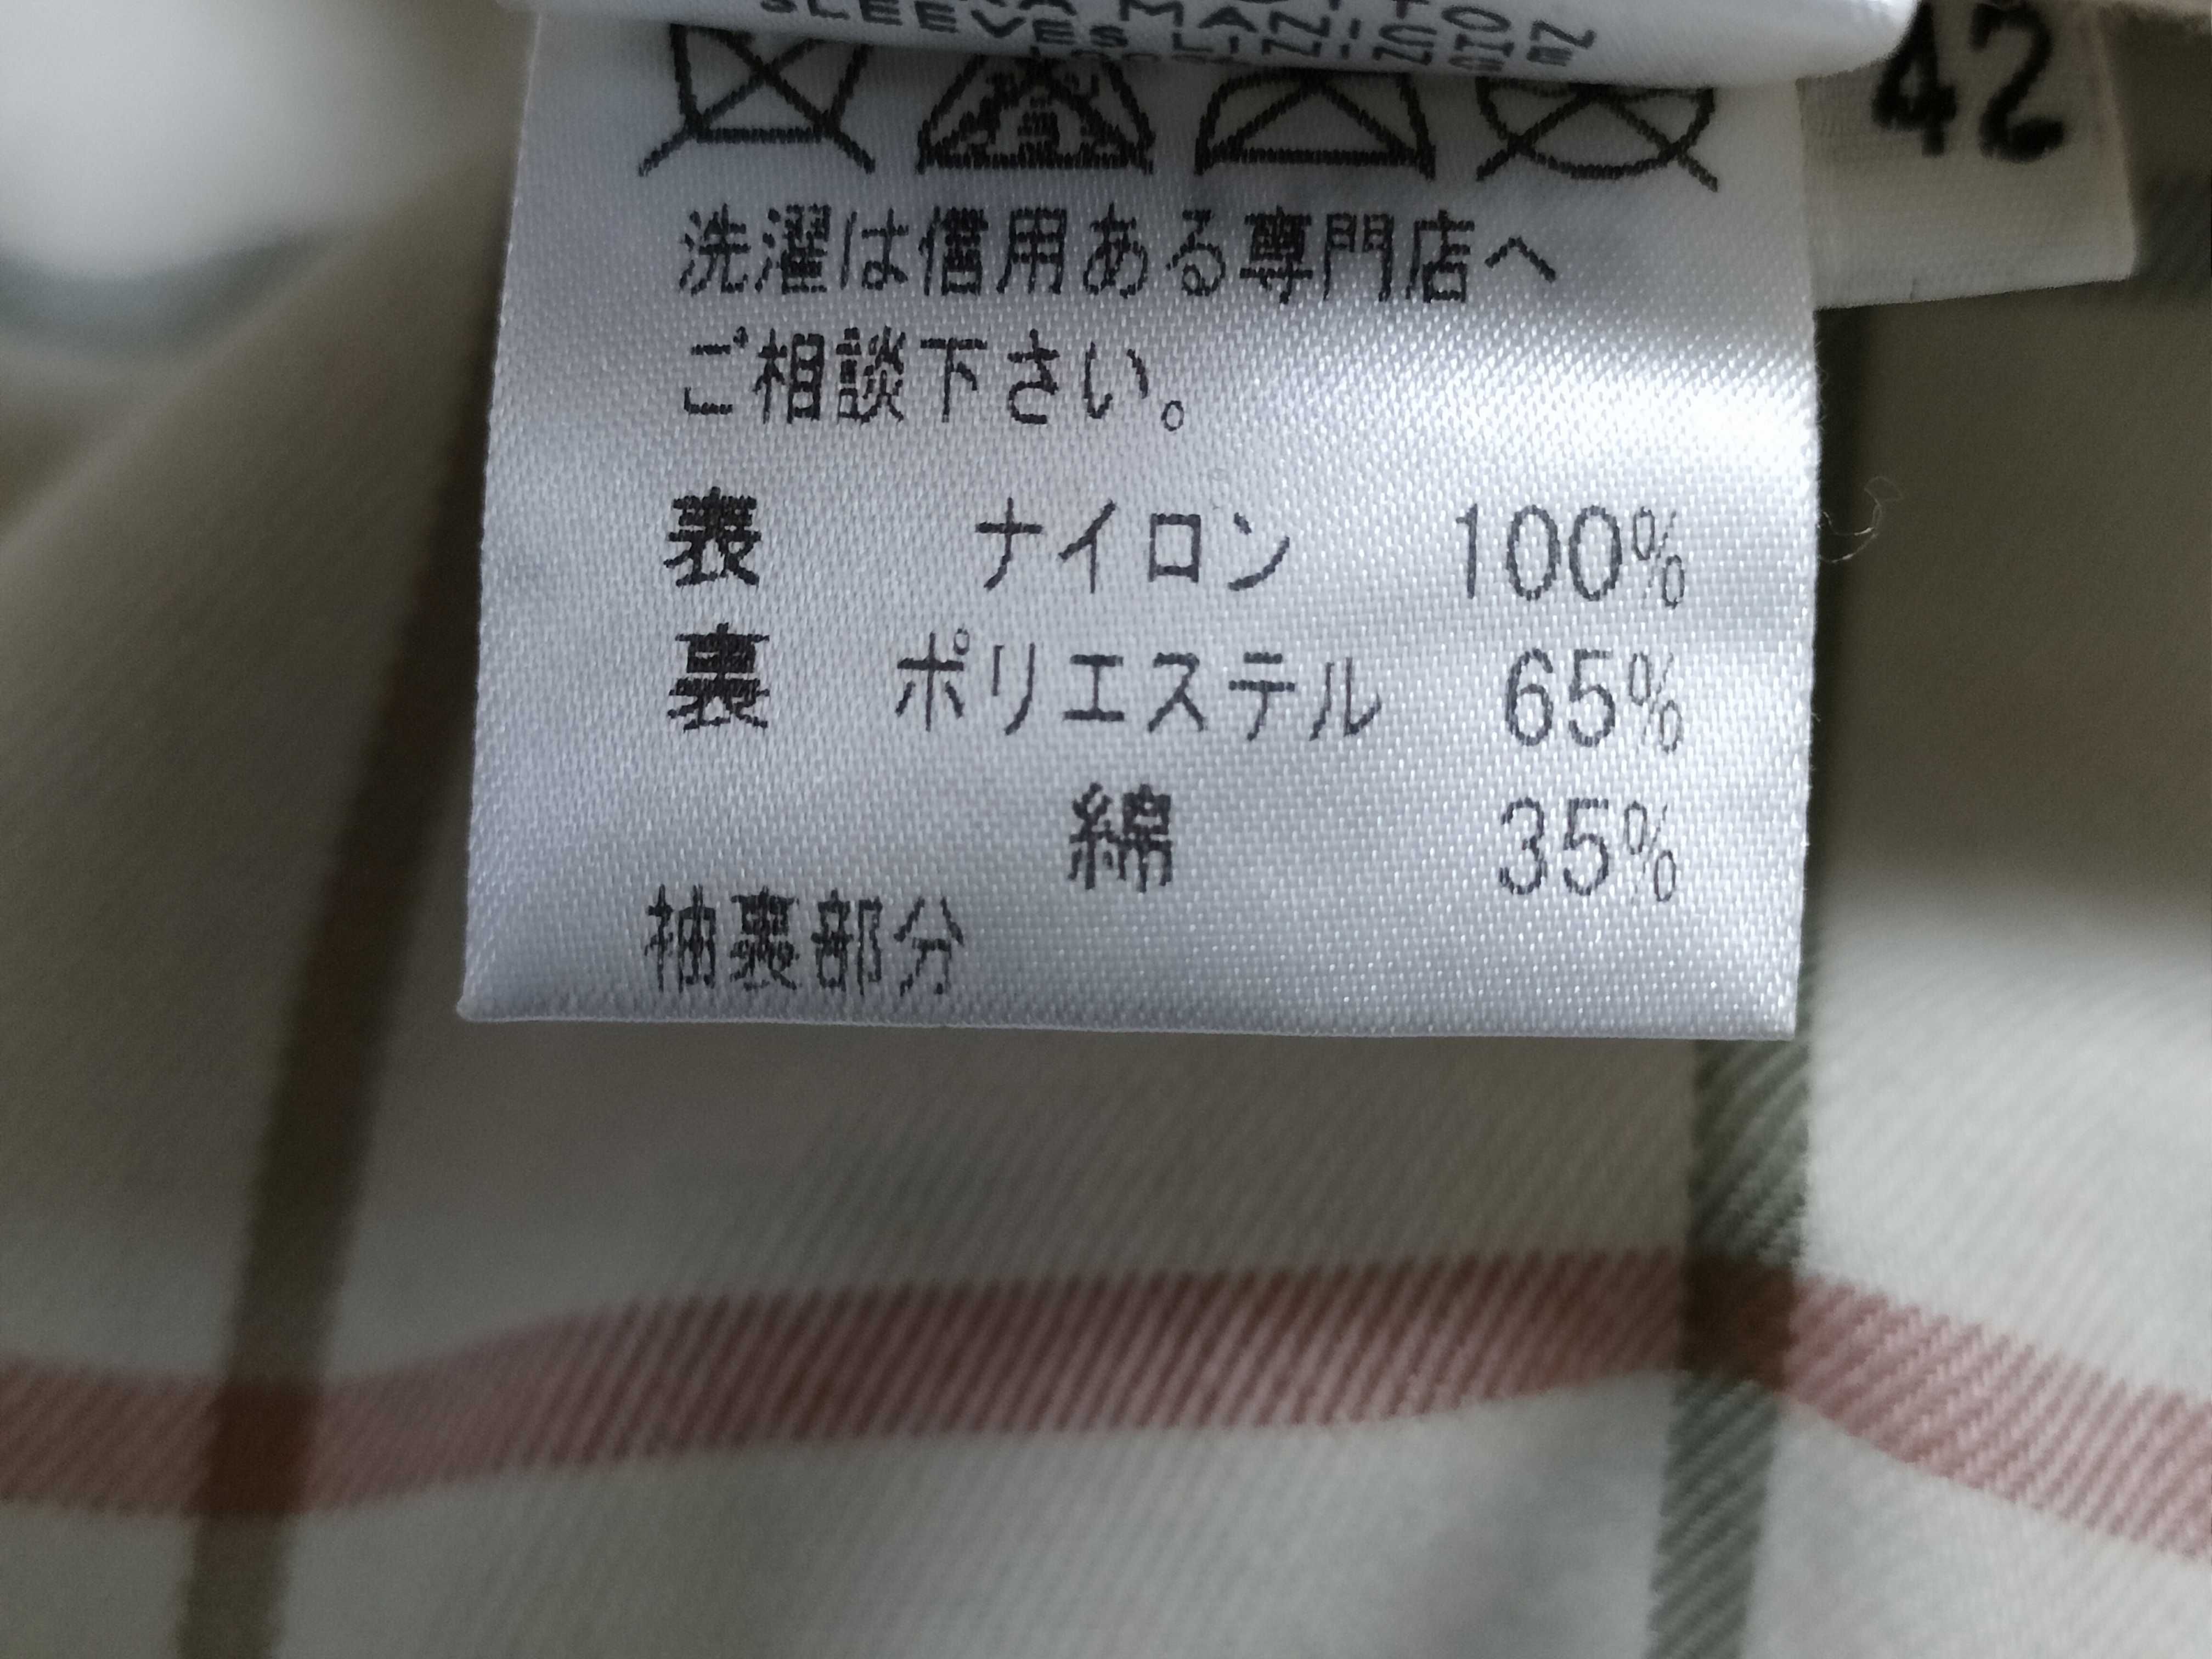 MANICHE
SLEEVES LINING
42
洗濯は信用ある専門店へ
ご相談下さい。
表 ナイロン 100%
裏 ポリエステル 65%
綿 35%
袖裏部分